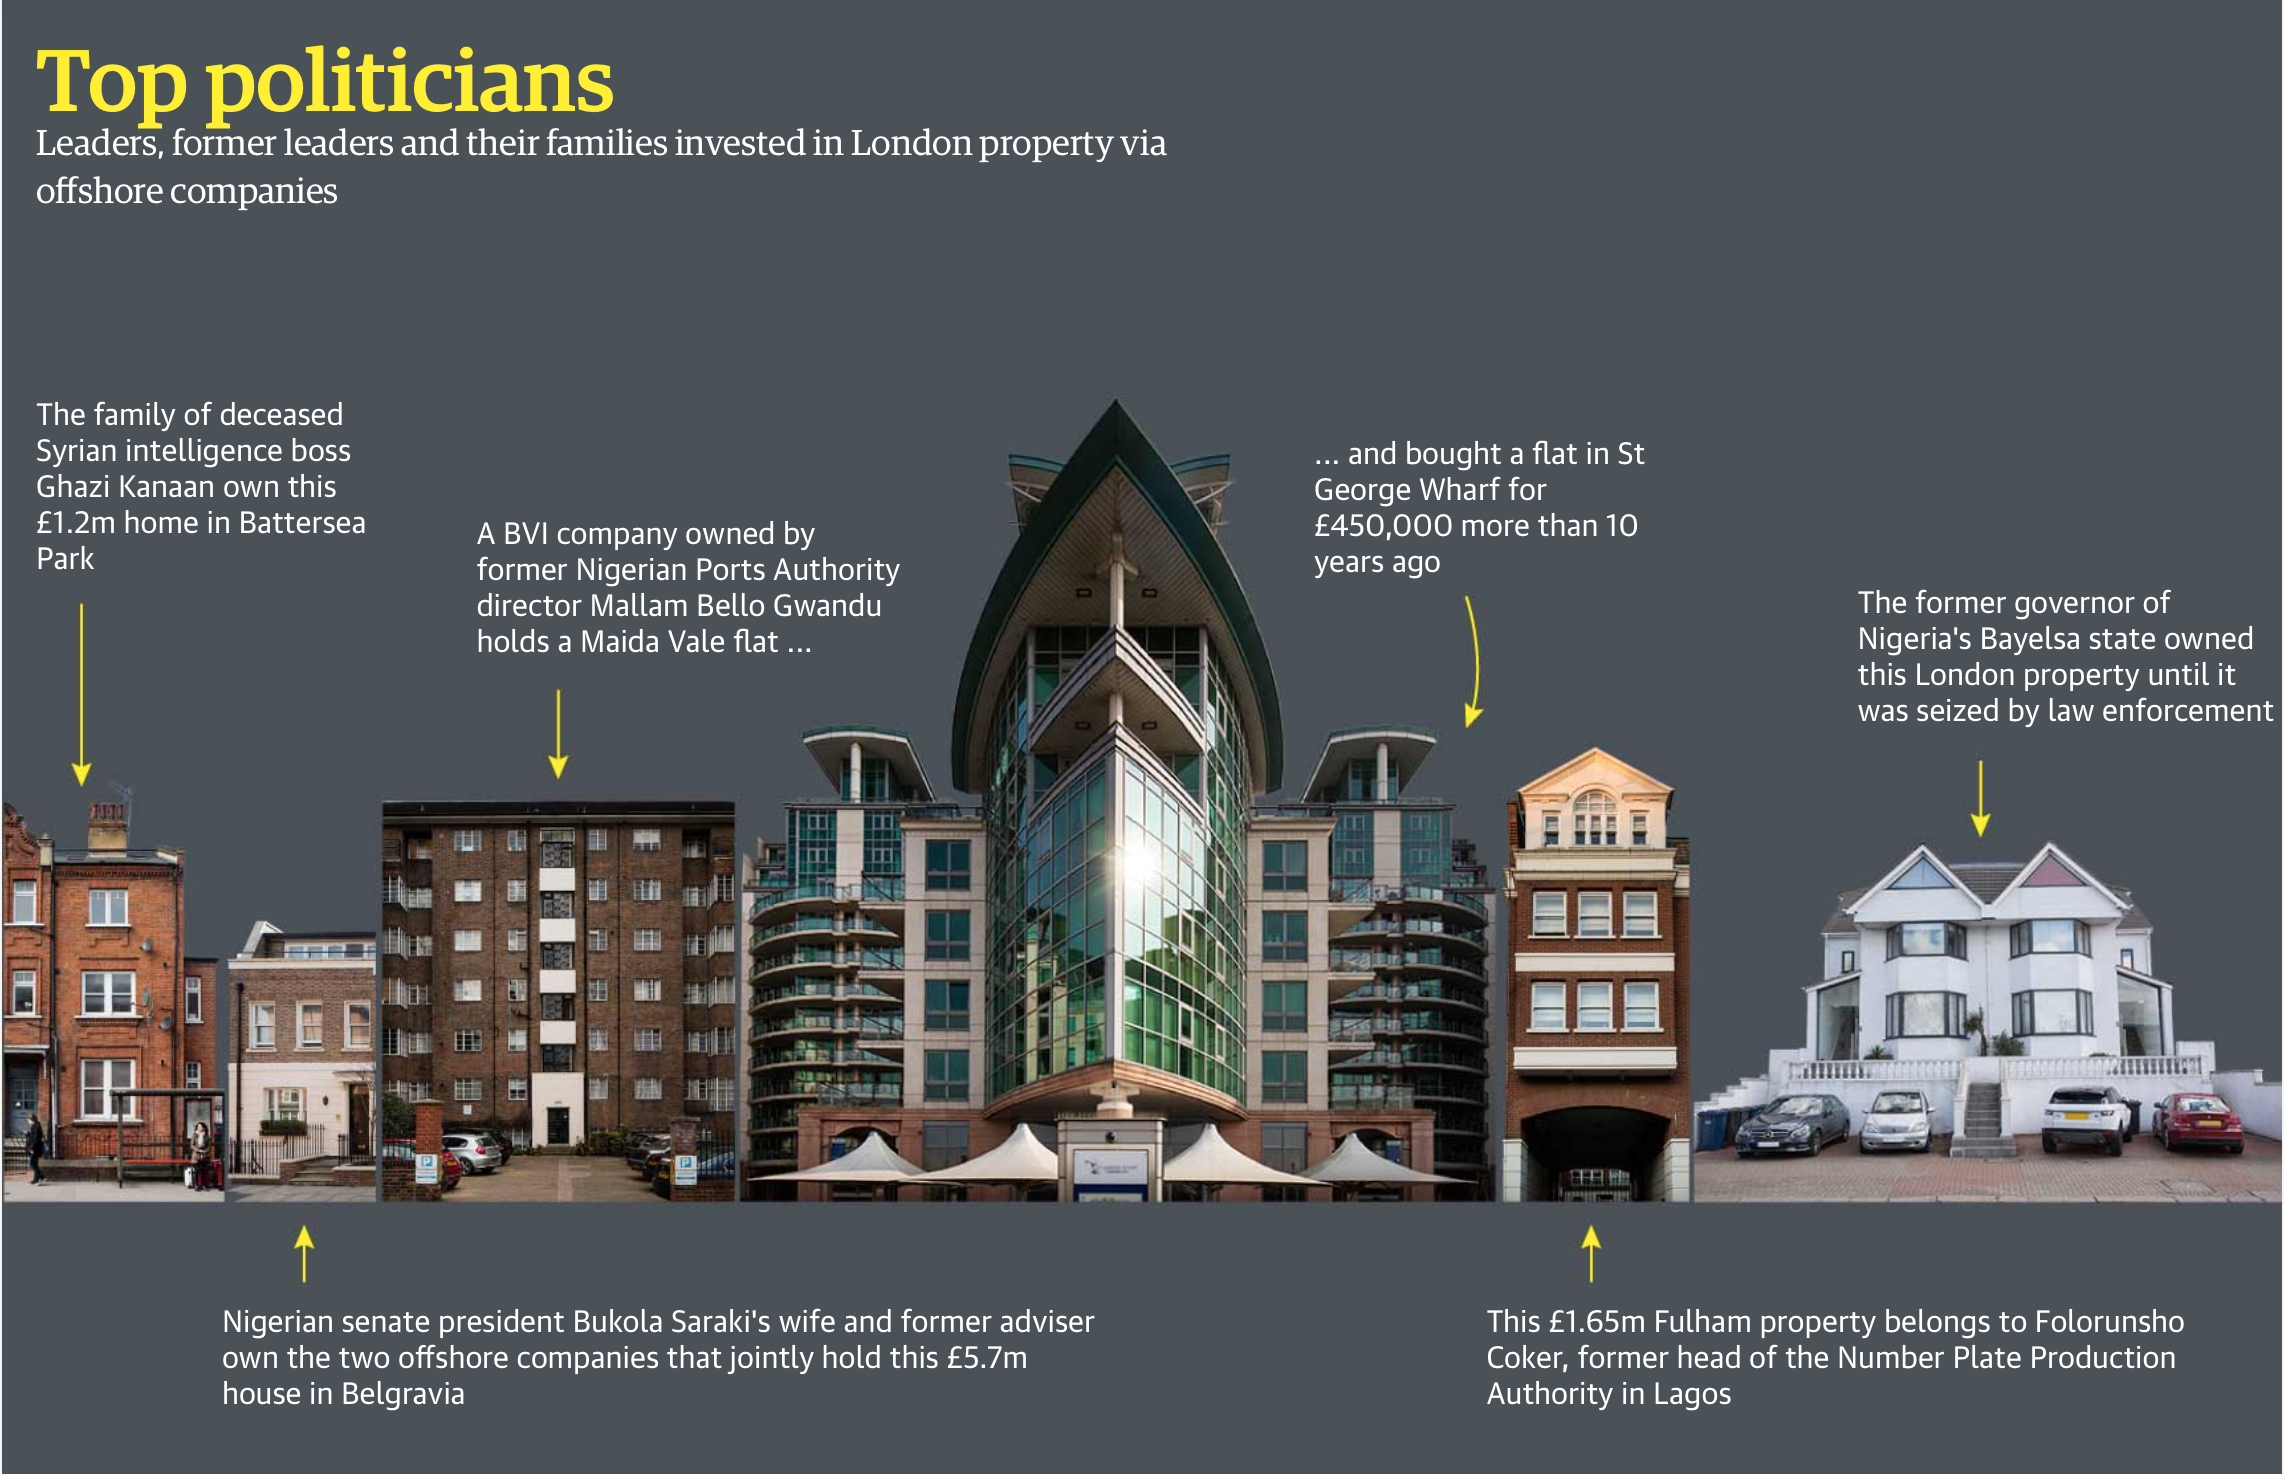 Top politicians
Leaders, former leaders and their families invested in London property via
offshore companies
The family of deceased
Syrian intelligence boss
Ghazi Kanaan own this
£1.2m home in Battersea
Park
A BVI company owned by
former Nigerian Ports Authority
director Mallam Bello Gwandu
holds a Maida Vale flat ...
... and bought a flat in St
George Wharf for
£450,000 more than 10
years ago
The former governor of
Nigeria's Bayelsa state owned
this London property until it
was seized by law enforcement
P
P
Nigerian senate president Bukola Saraki's wife and former adviser
own the two offshore companies that jointly hold this £5.7m
house in Belgravia
This £1.65m Fulham property belongs to Folorunsho
Coker, former head of the Number Plate Production
Authority in Lagos